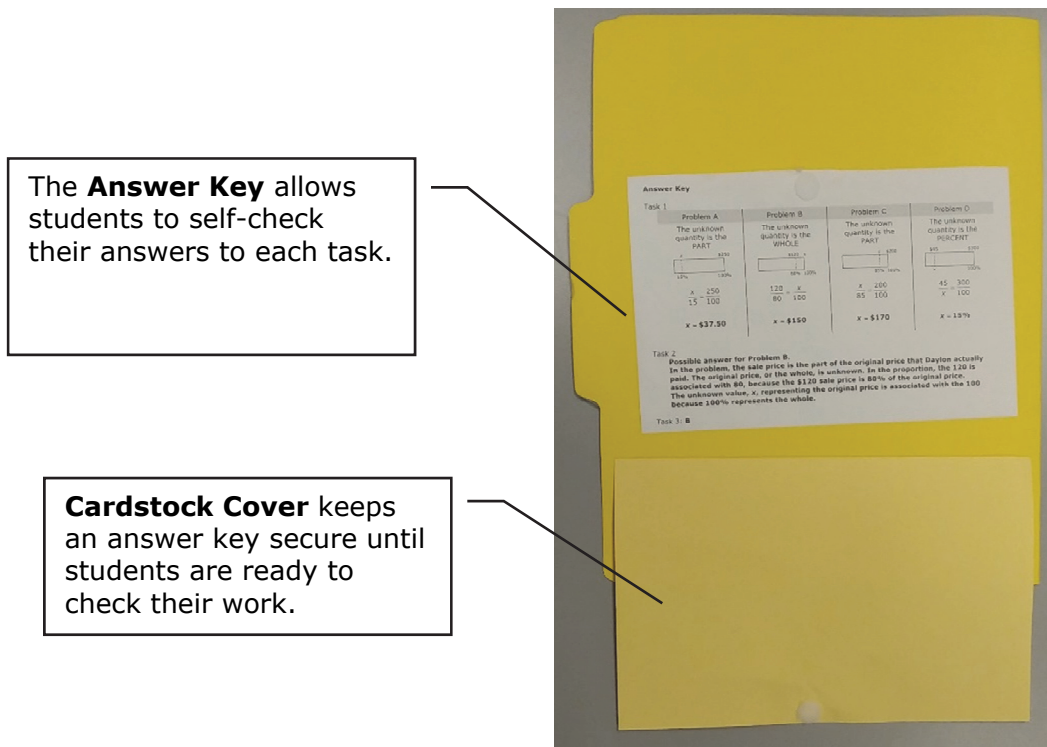 The Answer Key allows
students to self-check
their answers to each task.
Cardstock Cover keeps
an answer key secure until
students are ready to
check their work.
Answer Key
Task 1
Problem A Problem B Problem C Problem D
The unknown The unknown The unknown The unknown
quantity is the quantity is the quantity is the quantity is the
PART WHOLE PART PERCENT
x 250 120 x x 200 45 300
15 100 80 100 85 100 x 100
x = $37.50 x = $150 x = $170 x = 15%
Task 2
Possible answer for Problem B.
In the problem, the sale price is the part of the original price that Daylon actually
paid. The original price, or the whole, is unknown. In the proportion, the 120 is
associated with 80, because the $120 sale price is 80% of the original price.
The unknown value, x, representing the original price is associated with the 100
because 100% represents the whole.
Task 3: B